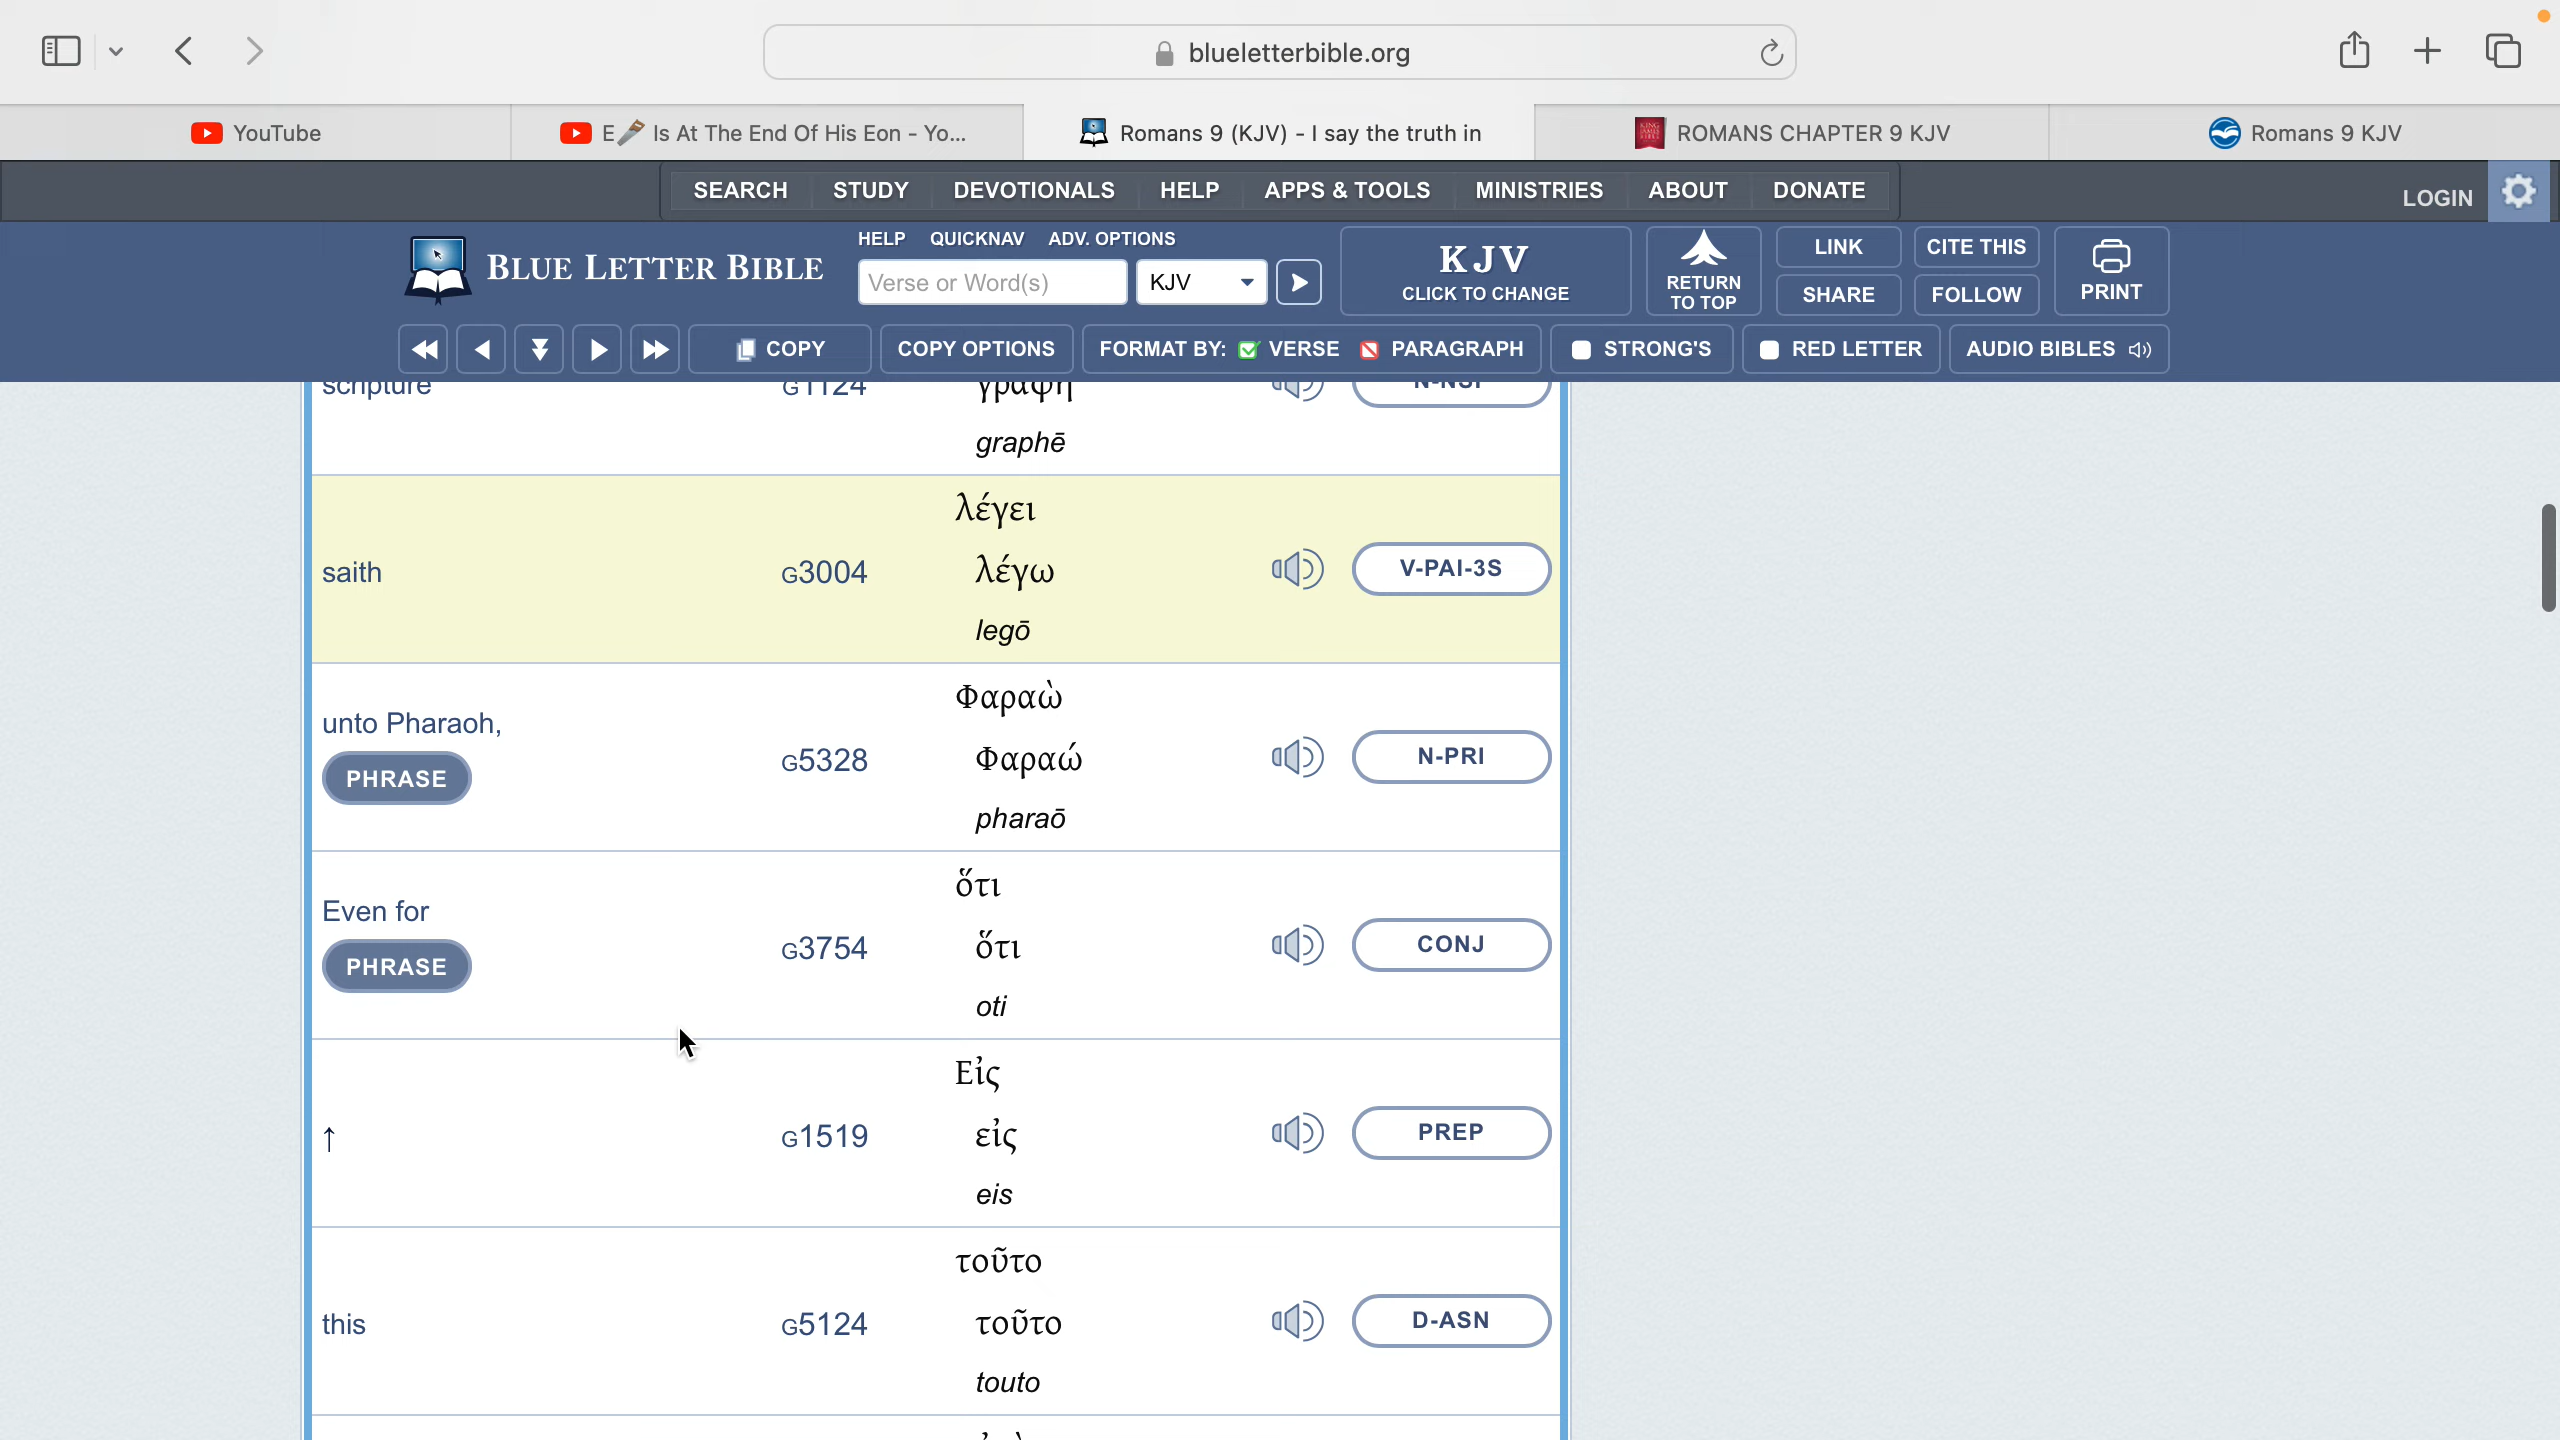 blueletterbible.org
YouTube
E🪚 Is At The End Of His Eon - Yo...
Romans 9 (KJV) - I say the truth in
ROMANS CHAPTER 9 KJV
Romans 9 KJV
SEARCH STUDY DEVOTIONALS HELP APPS & TOOLS MINISTRIES ABOUT DONATE
LOGIN
BLUE LETTER BIBLE
HELP QUICKNAV ADV. OPTIONS
Verse or Word(s)
KJV
KJV
CLICK TO CHANGE
RETURN
TO TOP
LINK
CITE THIS
SHARE
FOLLOW
PRINT
COPY
COPY OPTIONS
FORMAT BY: VERSE PARAGRAPH
STRONG'S
RED LETTER
AUDIO BIBLES
scripture G1124 γραφή N-NSF
graphē
λέγει
saith G3004 λέγω V-PAI-3S
legō
Φαραὼ
unto Pharaoh,
PHRASE
G5328 Φαραώ N-PRI
pharaō
ὅτι
Even for
PHRASE
G3754 ὅτι CONJ
oti
Εἰς
↑ G1519 εἰς PREP
eis
τοῦτο
this G5124 τοῦτο D-ASN
touto